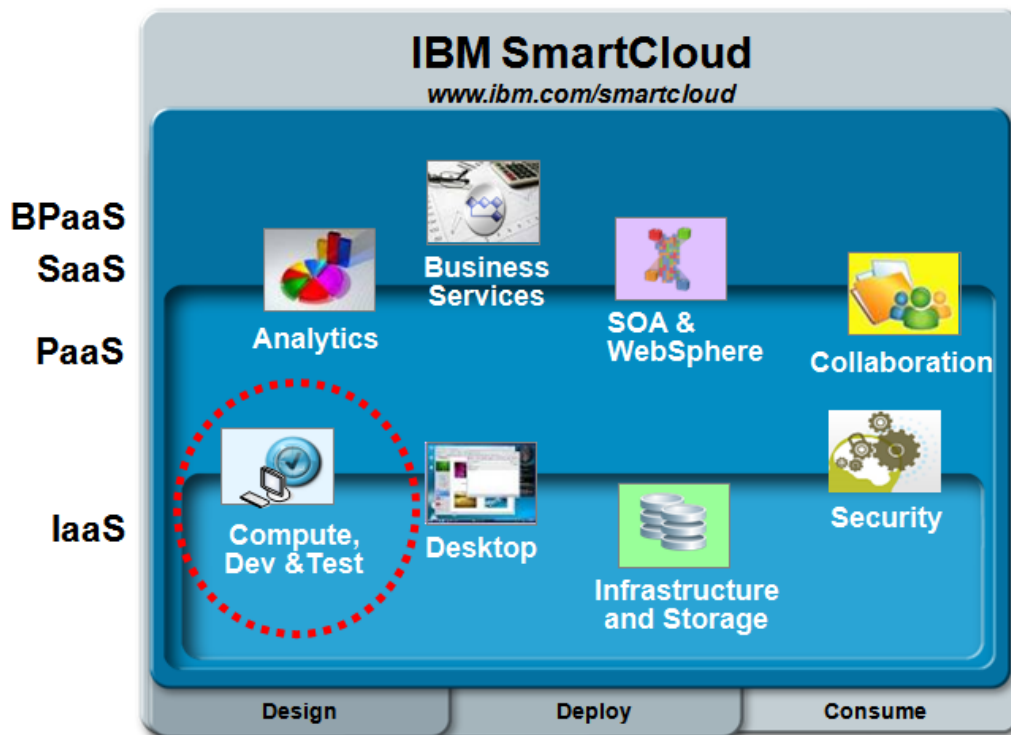 IBM SmartCloud
www.ibm.com/smartcloud
BPaaS
SaaS
PaaS
IaaS
Business
Services
Analytics
SOA &
WebSphere
Collaboration
Compute,
Dev &Test
Desktop
Infrastructure
and Storage
Security
Design
Deploy
Consume